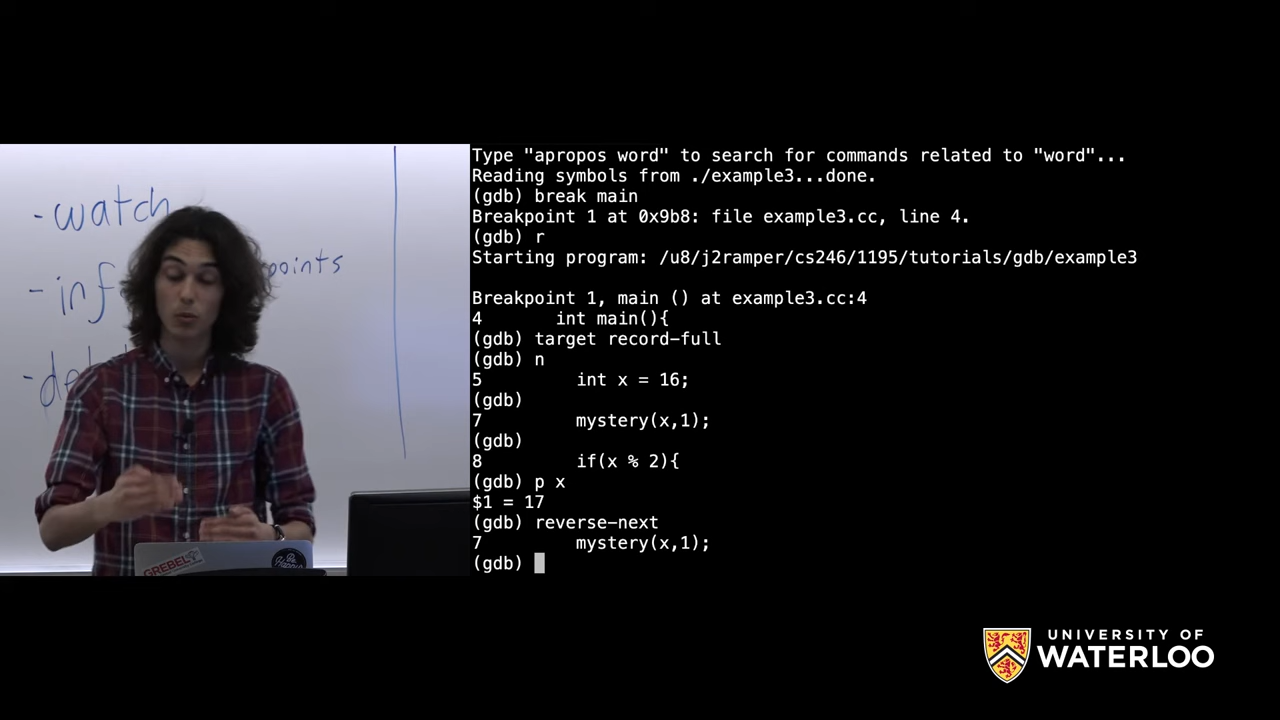 -watch
-inf points
-de
GREBEL
Be Happy
Type "apropos word" to search for commands related to "word"...
Reading symbols from ./example3...done.
(gdb) break main
Breakpoint 1 at 0x9b8: file example3.cc, line 4.
(gdb) r
Starting program: /u8/j2ramper/cs246/1195/tutorials/gdb/example3
Breakpoint 1, main () at example3.cc:4
4 int main(){
(gdb) target record-full
(gdb) n
5 int x = 16;
(gdb)
7 mystery(x,1);
(gdb)
8 if(x % 2){
(gdb) p x
$1 = 17
(gdb) reverse-next
7 mystery(x,1);
(gdb)
UNIVERSITY OF
WATERLOO